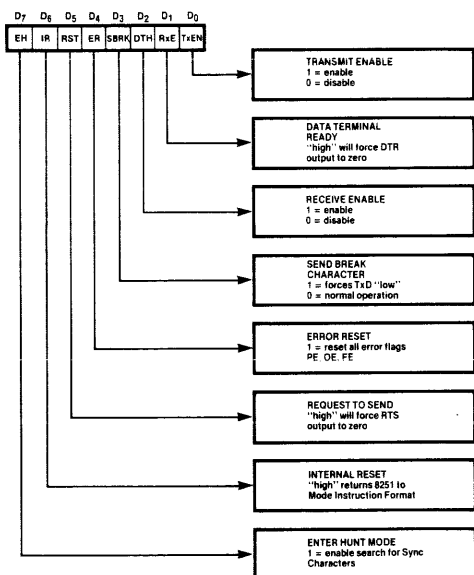 D7 D6 D5 D4 D3 D2 D1 D0
EH IR RST ER SBRK DTH RxE TxEN
TRANSMIT ENABLE
1 = enable
0 = disable
DATA TERMINAL
READY
"high" will force DTR
output to zero
RECEIVE ENABLE
1 = enable
0 = disable
SEND BREAK
CHARACTER
1 = forces TxD "low"
0 = normal operation
ERROR RESET
1 = reset all error flags
PE, OE, FE
REQUEST TO SEND
"high" will force RTS
output to zero
INTERNAL RESET
"high" returns 8251 to
Mode Instruction Format
ENTER HUNT MODE
1 = enable search for Sync
Characters